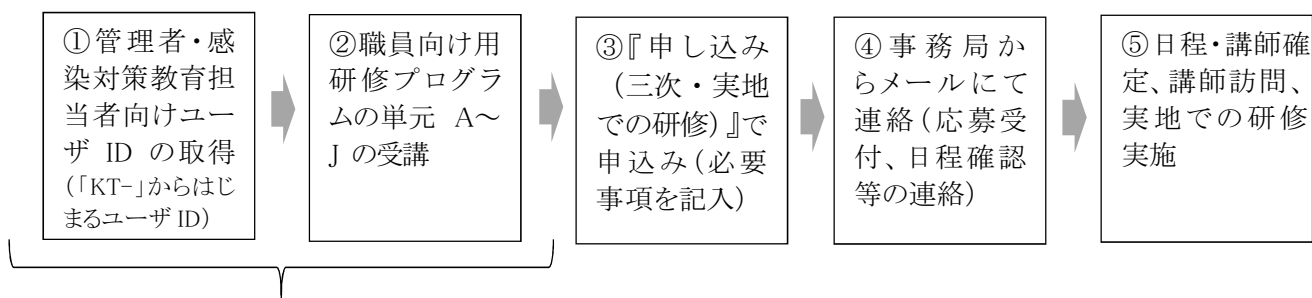 ①管理者・感
染対策教育担
当者向けユー
ザ ID の取得
(「KT-」からはじ
まるユーザ ID)
②職員向け用
研修プログラ
ムの単元 A～
J の受講
③『申し込み
(三次・実地
での研修)』で
申込み(必要
事項を記入)
④事務局か
らメールにて
連絡(応募受
付、日程確認
等の連絡)
⑤日程・講師確
定、講師訪問、
実地での研修
実施